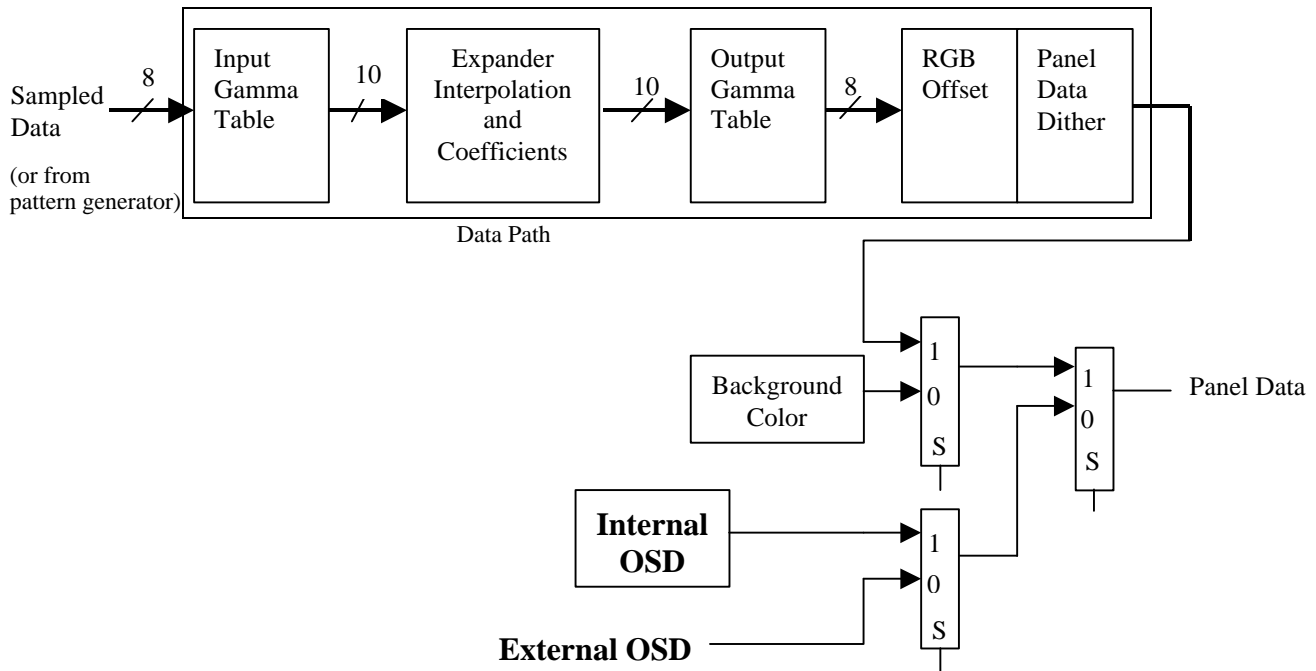 Sampled
Data
(or from
pattern generator)
8
Input
Gamma
Table
10
Expander
Interpolation
and
Coefficients
10
Output
Gamma
Table
8
RGB
Offset
Panel
Data
Dither
Data Path
Background
Color
1
0
S
1
0
S
Panel Data
Internal
OSD
External OSD
1
0
S